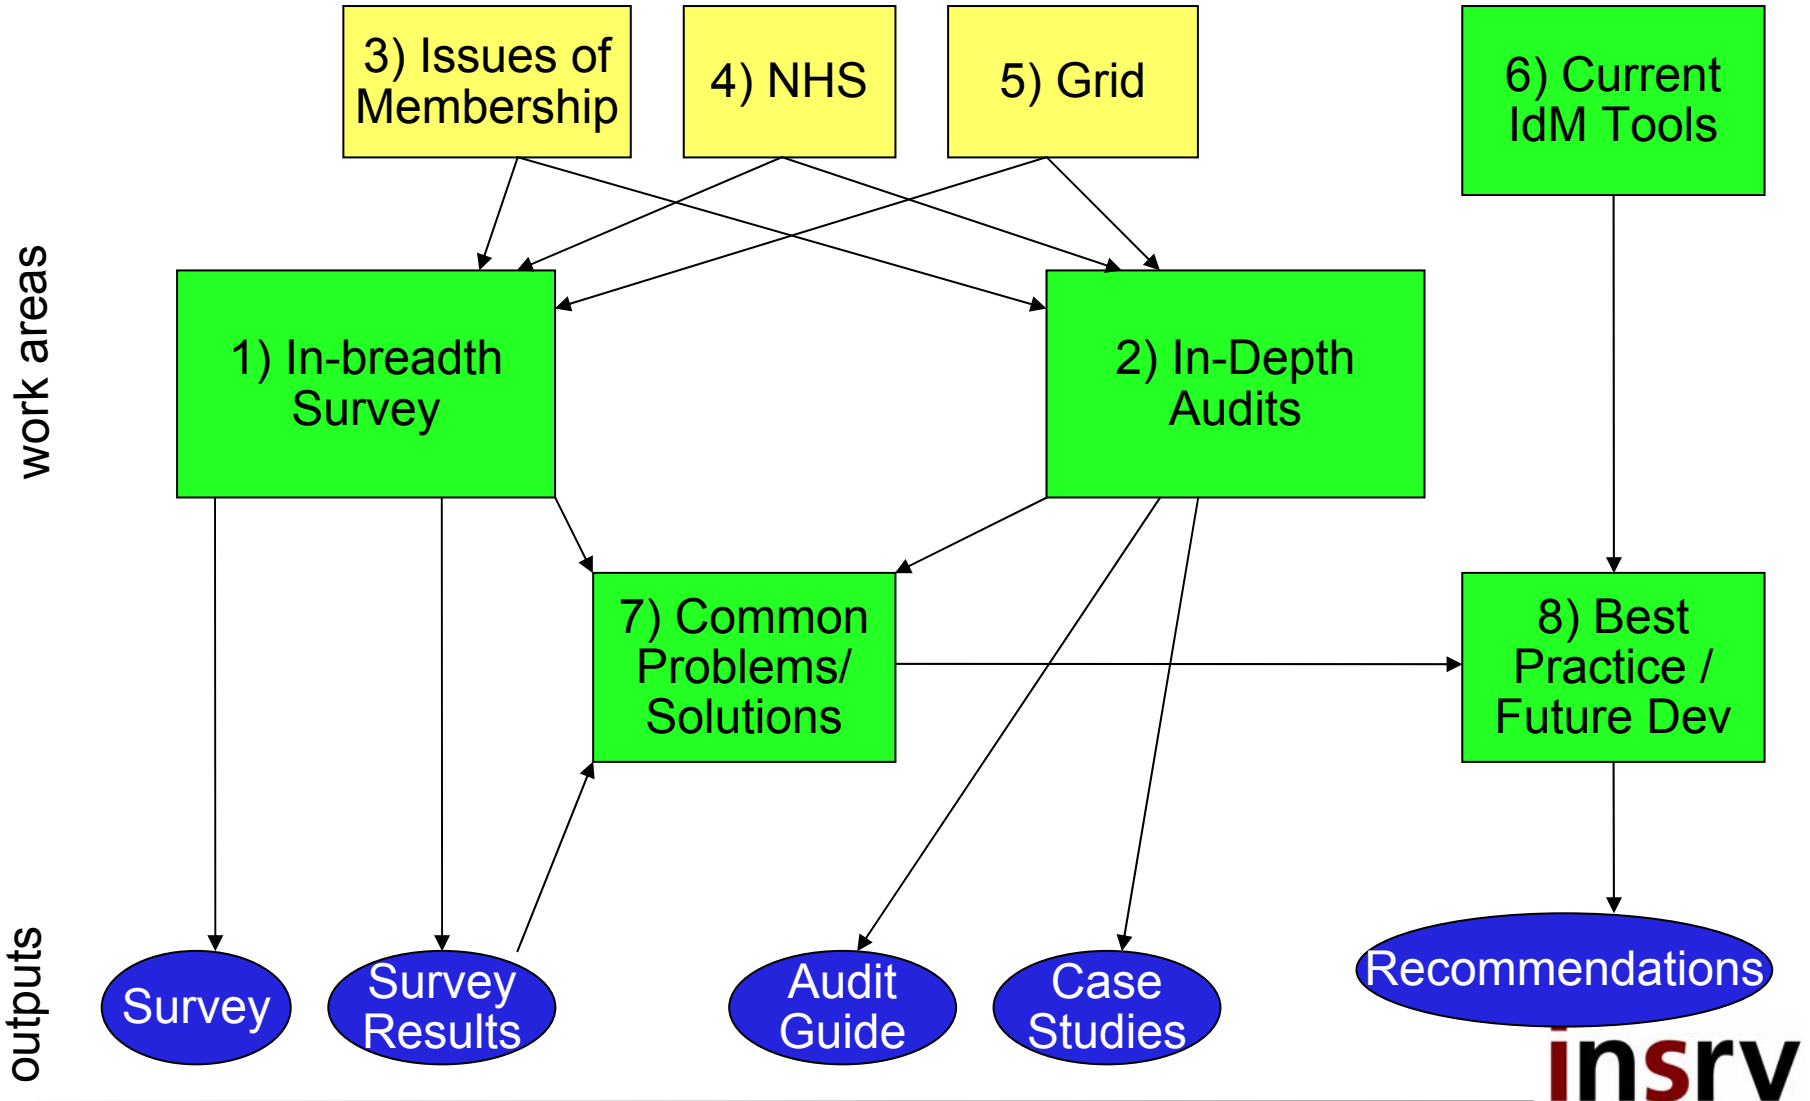 3) Issues of
Membership
4) NHS
5) Grid
6) Current
IdM Tools
work areas
1) In-breadth
Survey
2) In-Depth
Audits
7) Common
Problems/
Solutions
8) Best
Practice /
Future Dev
outputs
Survey
Survey
Results
Audit
Guide
Case
Studies
Recommendations
insrv